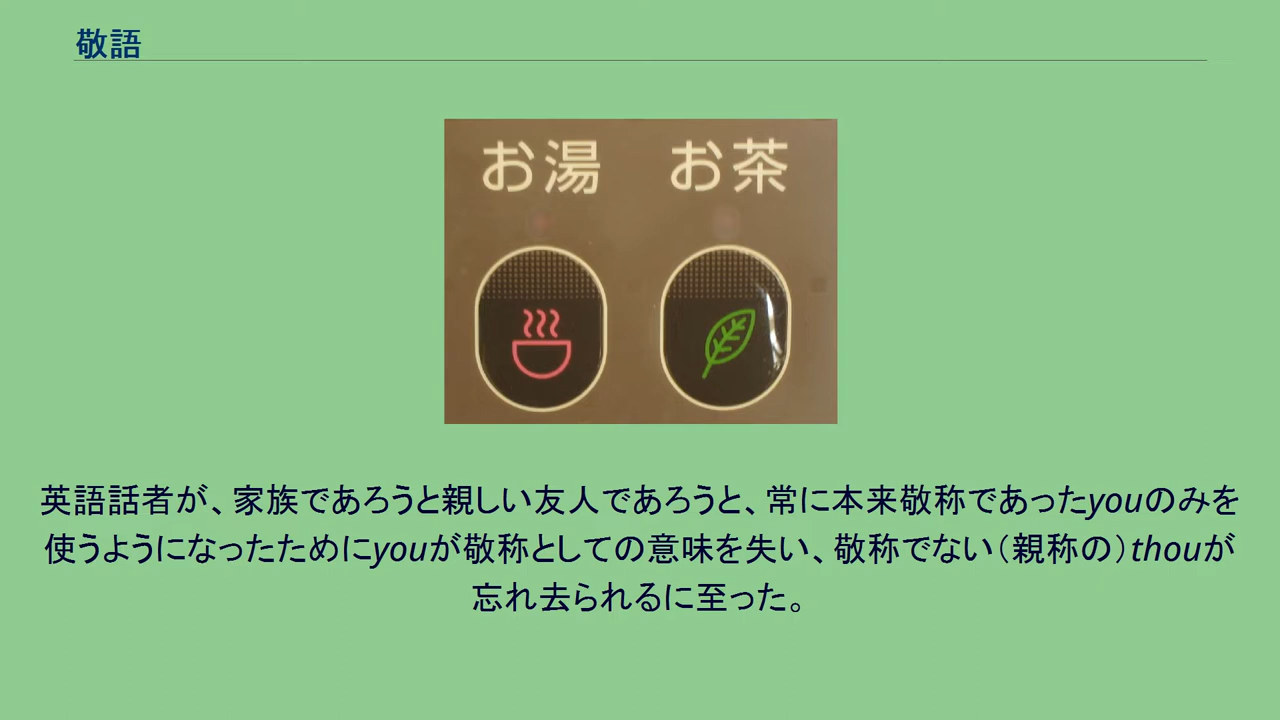 敬語
お湯 お茶
英語話者が、家族であろうと親しい友人であろうと、常に本来敬称であったyouのみを
使うようになったためにyouが敬称としての意味を失い、敬称でない（親称の）thouが
忘れ去られるに至った。